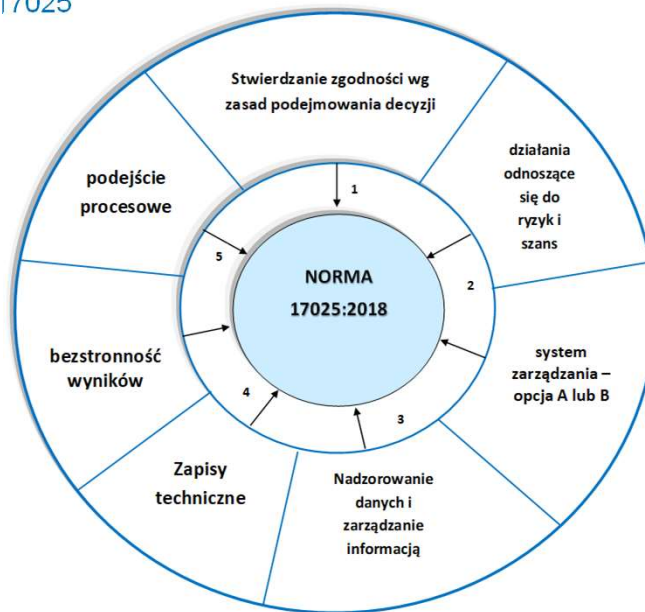 17025
Stwierdzanie zgodności wg
zasad podejmowania decyzji
działania
odnoszące
się do
ryzyk i
szans
system
zarządzania –
opcja A lub B
Nadzorowanie
danych i
zarządzanie
informacją
Zapisy
techniczne
bezstronność
wyników
podejście
procesowe
1
2
3
4
5
NORMA
17025:2018